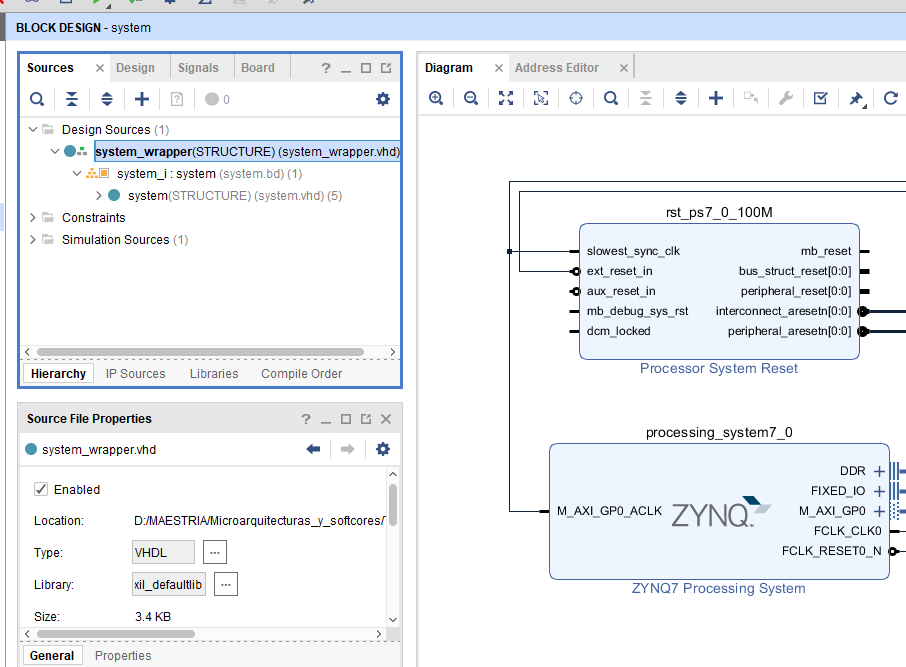 BLOCK DESIGN - system
Sources
Design
Signals
Board
0
Design Sources (1)
system_wrapper(STRUCTURE) (system_wrapper.vhd)
system_i : system (system.bd) (1)
system(STRUCTURE) (system.vhd) (5)
Constraints
Simulation Sources (1)
Hierarchy
IP Sources
Libraries
Compile Order
Source File Properties
system_wrapper.vhd
Enabled
Location: D:/MAESTRIA/Microarquitecturas_y_softcores/
Type: VHDL
Library: xil_defaultlib
Size: 3.4 KB
General
Properties
Diagram
Address Editor
rst_ps7_0_100M
slowest_sync_clk
ext_reset_in
aux_reset_in
mb_debug_sys_rst
dcm_locked
mb_reset
bus_struct_reset[0:0]
peripheral_reset[0:0]
interconnect_aresetn[0:0]
peripheral_aresetn[0:0]
Processor System Reset
processing_system7_0
M_AXI_GP0_ACLK
ZYNQ
DDR
FIXED_IO
M_AXI_GP0
FCLK_CLK0
FCLK_RESET0_N
ZYNQ7 Processing System